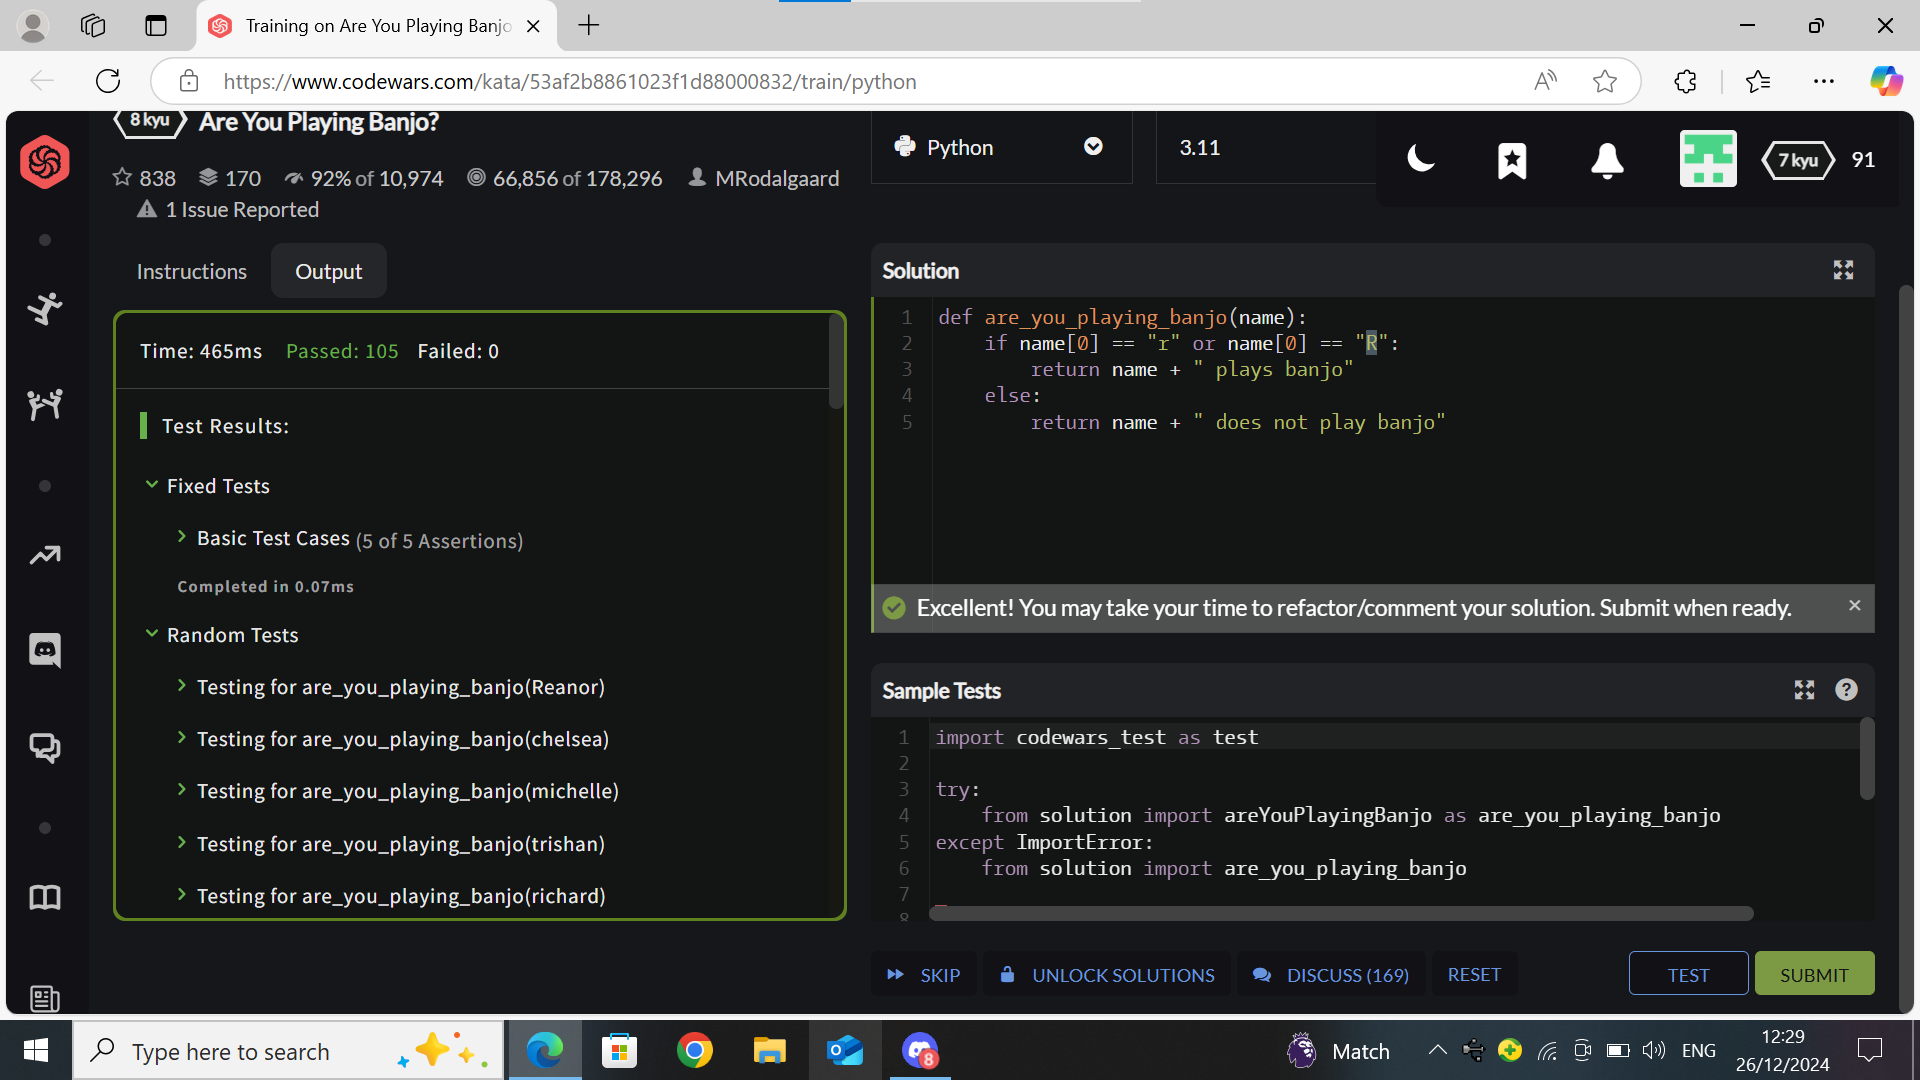 Training on Are You Playing Banjo
https://www.codewars.com/kata/53af2b8861023f1d88000832/train/python
8 kyu Are You Playing Banjo?
838 170 92% of 10,974 66,856 of 178,296 MRodalgaard
1 Issue Reported
Python
3.11
7 kyu 91
Instructions Output
Time: 465ms Passed: 105 Failed: 0
Test Results:
Fixed Tests
Basic Test Cases (5 of 5 Assertions)
Completed in 0.07ms
Random Tests
Testing for are_you_playing_banjo(Reanor)
Testing for are_you_playing_banjo(chelsea)
Testing for are_you_playing_banjo(michelle)
Testing for are_you_playing_banjo(trishan)
Testing for are_you_playing_banjo(richard)
Solution
1 def are_you_playing_banjo(name):
2 if name[0] == "r" or name[0] == "R":
3 return name + " plays banjo"
4 else:
5 return name + " does not play banjo"
Excellent! You may take your time to refactor/comment your solution. Submit when ready.
Sample Tests
1 import codewars_test as test
2
3 try:
4 from solution import areYouPlayingBanjo as are_you_playing_banjo
5 except ImportError:
6 from solution import are_you_playing_banjo
7
8
SKIP UNLOCK SOLUTIONS DISCUSS (169) RESET TEST SUBMIT
Type here to search
8
Match
ENG
12:29
26/12/2024